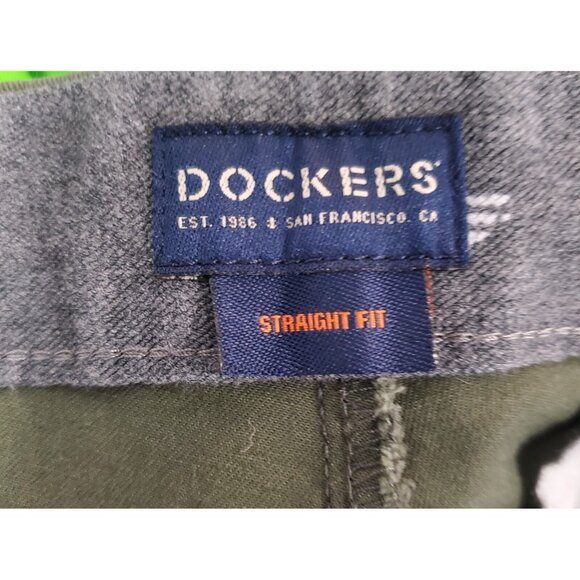 DOCKERS
EST. 1986 ⚓ SAN FRANCISCO. CA
STRAIGHT FIT